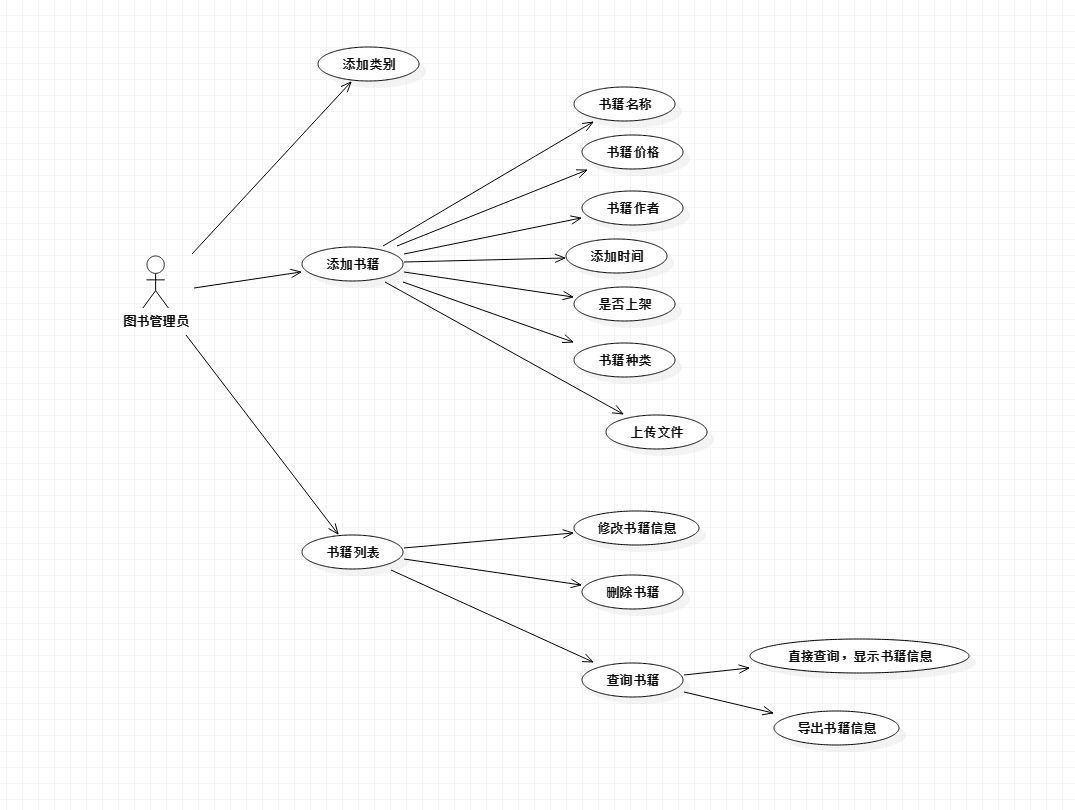 添加类别
书籍名称
书籍价格
书籍作者
添加书籍
添加时间
是否上架
图书管理员
书籍种类
上传文件
修改书籍信息
书籍列表
删除书籍
直接查询，显示书籍信息
查询书籍
导出书籍信息